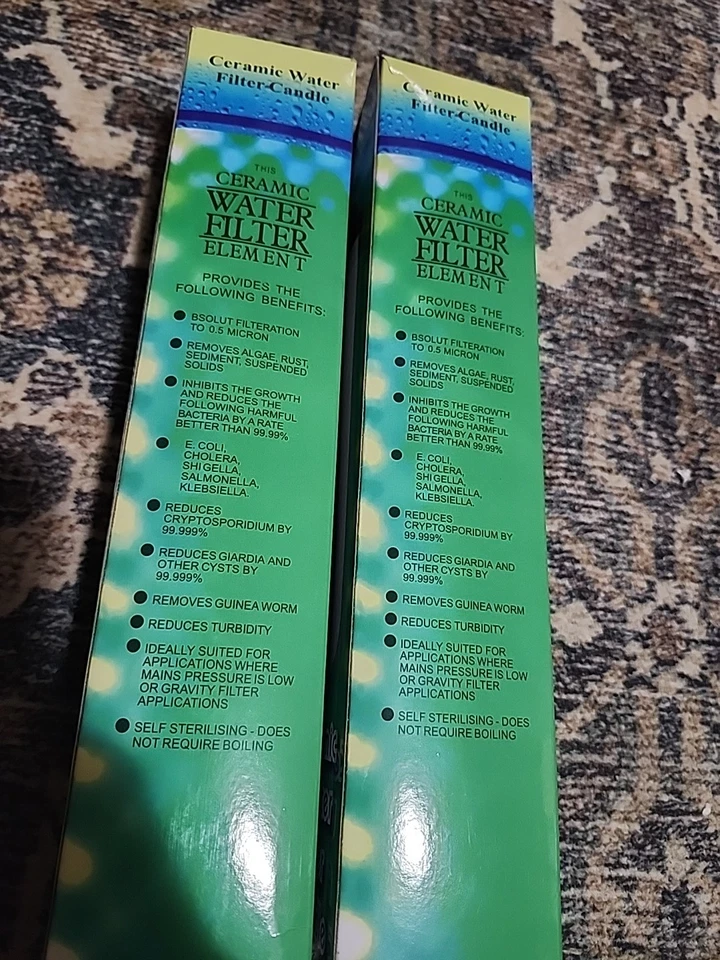 Ceramic Water
Filter Candle
THIS
CERAMIC
WATER
FILTER
ELEMENT
PROVIDES THE
FOLLOWING BENEFITS:
BSOLUT FILTERATION
TO 0.5 MICRON
REMOVES ALGAE, RUST,
SEDIMENT, SUSPENDED
SOLIDS
INHIBITS THE GROWTH
AND REDUCES THE
FOLLOWING HARMFUL
BACTERIA BY A RATE
BETTER THAN 99.99%
E. COLI,
CHOLERA,
SHIGELLA,
SALMONELLA,
KLEBSIELLA.
REDUCES
CRYPTOSPORIDIUM BY
99.999%
REDUCES GIARDIA AND
OTHER CYSTS BY
99.999%
REMOVES GUINEA WORM
REDUCES TURBIDITY
IDEALLY SUITED FOR
APPLICATIONS WHERE
MAINS PRESSURE IS LOW
OR GRAVITY FILTER
APPLICATIONS
SELF STERILISING - DOES
NOT REQUIRE BOILING
Ceramic Water
Filter Candle
THIS
CERAMIC
WATER
FILTER
ELEMENT
PROVIDES THE
FOLLOWING BENEFITS:
BSOLUT FILTERATION
TO 0.5 MICRON
REMOVES ALGAE, RUST,
SEDIMENT, SUSPENDED
SOLIDS
INHIBITS THE GROWTH
AND REDUCES THE
FOLLOWING HARMFUL
BACTERIA BY A RATE
BETTER THAN 99.99%
E. COLI,
CHOLERA,
SHIGELLA,
SALMONELLA,
KLEBSIELLA.
REDUCES
CRYPTOSPORIDIUM BY
99.999%
REDUCES GIARDIA AND
OTHER CYSTS BY
99.999%
REMOVES GUINEA WORM
REDUCES TURBIDITY
IDEALLY SUITED FOR
APPLICATIONS WHERE
MAINS PRESSURE IS LOW
OR GRAVITY FILTER
APPLICATIONS
SELF STERILISING - DOES
NOT REQUIRE BOILING